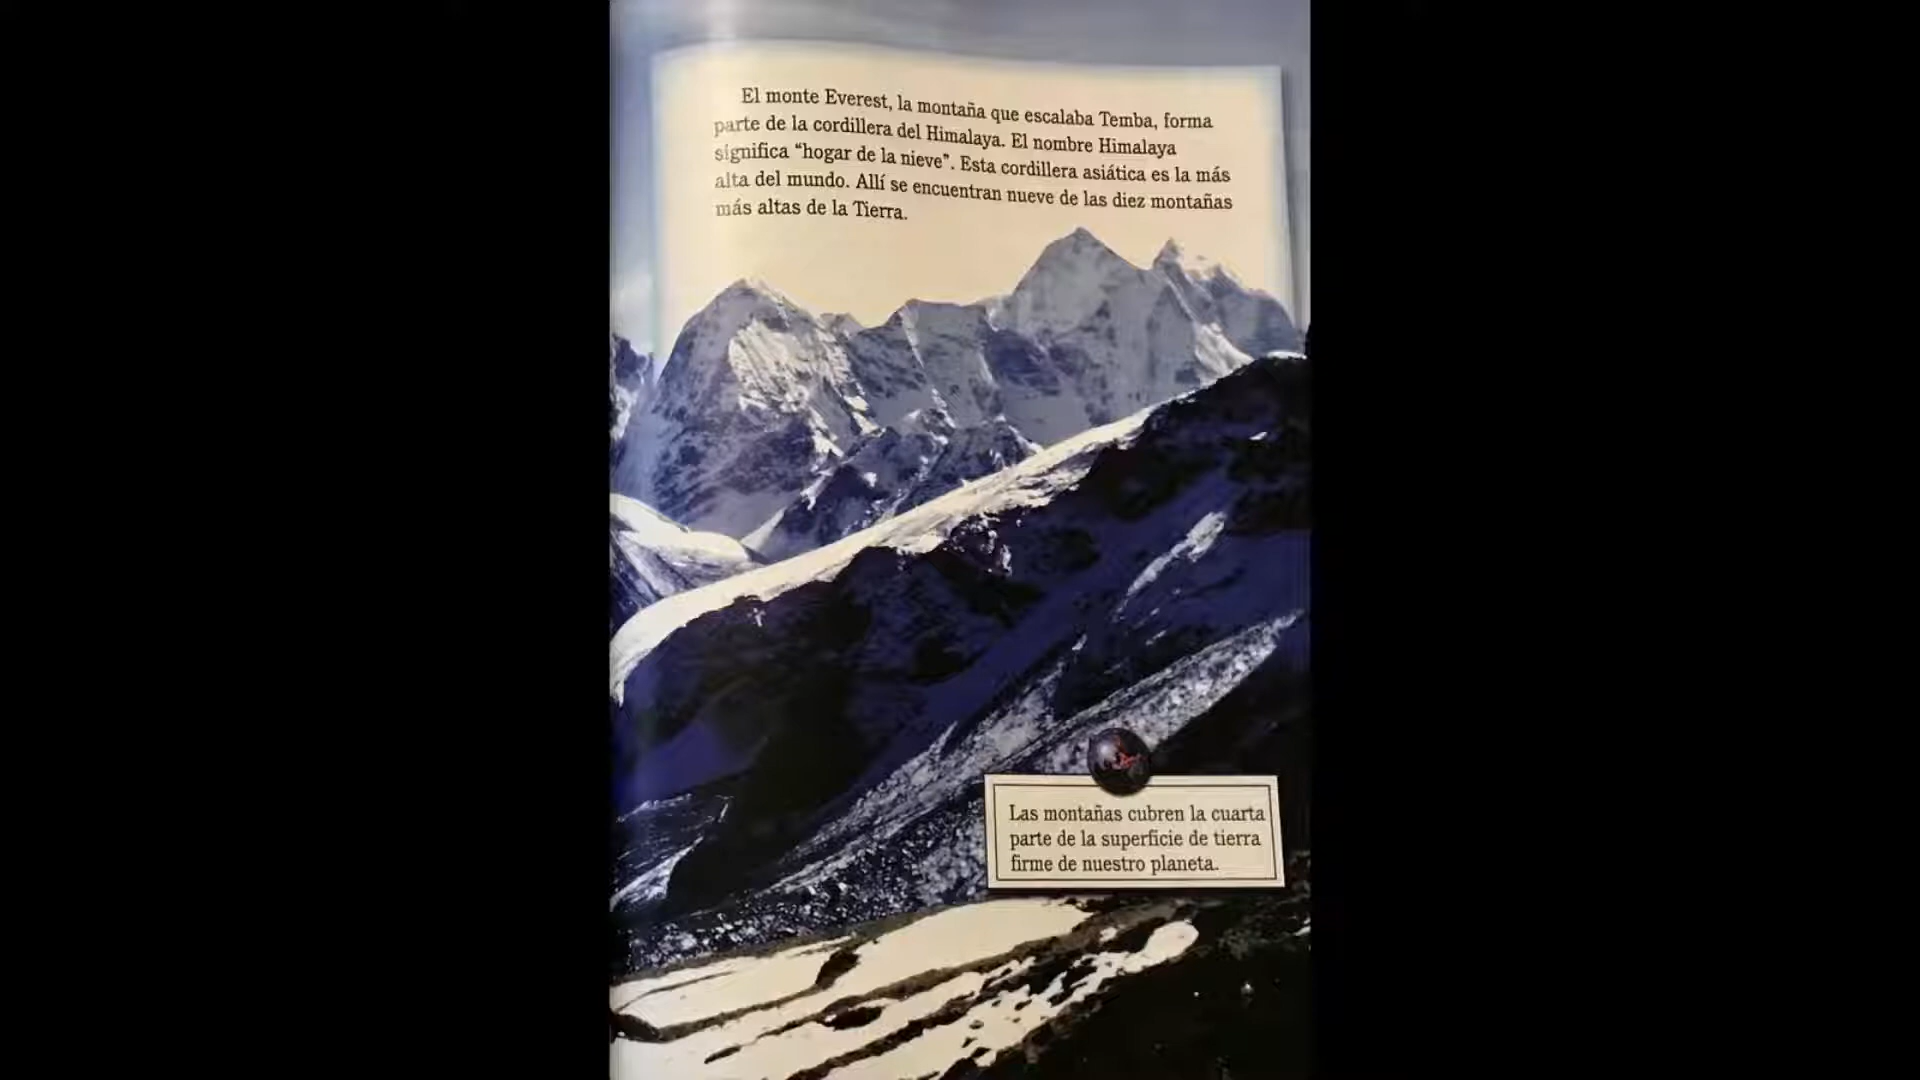 El monte Everest, la montaña que escalaba Temba, forma
parte de la cordillera del Himalaya. El nombre Himalaya
significa “hogar de la nieve”. Esta cordillera asiática es la más
alta del mundo. Allí se encuentran nueve de las diez montañas
más altas de la Tierra.
Las montañas cubren la cuarta
parte de la superficie de tierra
firme de nuestro planeta.